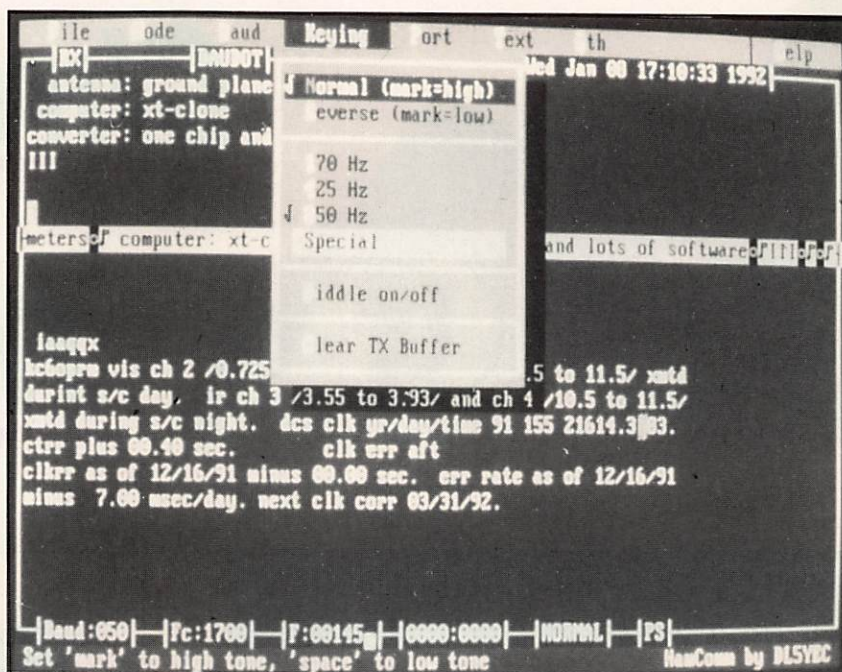 ile ode aud Keying ort ext th elp
RX BAUDOT Wed Jan 08 17:10:33 1992
antenna: ground plane
computer: xt-clone
converter: one chip and
III
√ Normal (mark=high)
everse (mark=low)
70 Hz
25 Hz
√ 50 Hz
Special
iddle on/off
lear TX Buffer
meters computer: xt-c and lots of software III
iaaqqx
kc6oprm vis ch 2 /0.725 .5 to 11.5/ xmtd
durint s/c day, ir ch 3 /3.55 to 3.93/ and ch 4 /10.5 to 11.5/
xmtd during s/c night. dcs clk yr/day/time 91 155 21614.3 03.
ctrr plus 00.40 sec. clk err aft
clkrr as of 12/16/91 minus 00.00 sec. err rate as of 12/16/91
minus 7.00 msec/day. next clk corr 03/31/92.
Baud:050 Fc:1700 F:00145 0000:0000 NORMAL PS
Set 'mark' to high tone, 'space' to low tone HamComm by DL5YEC